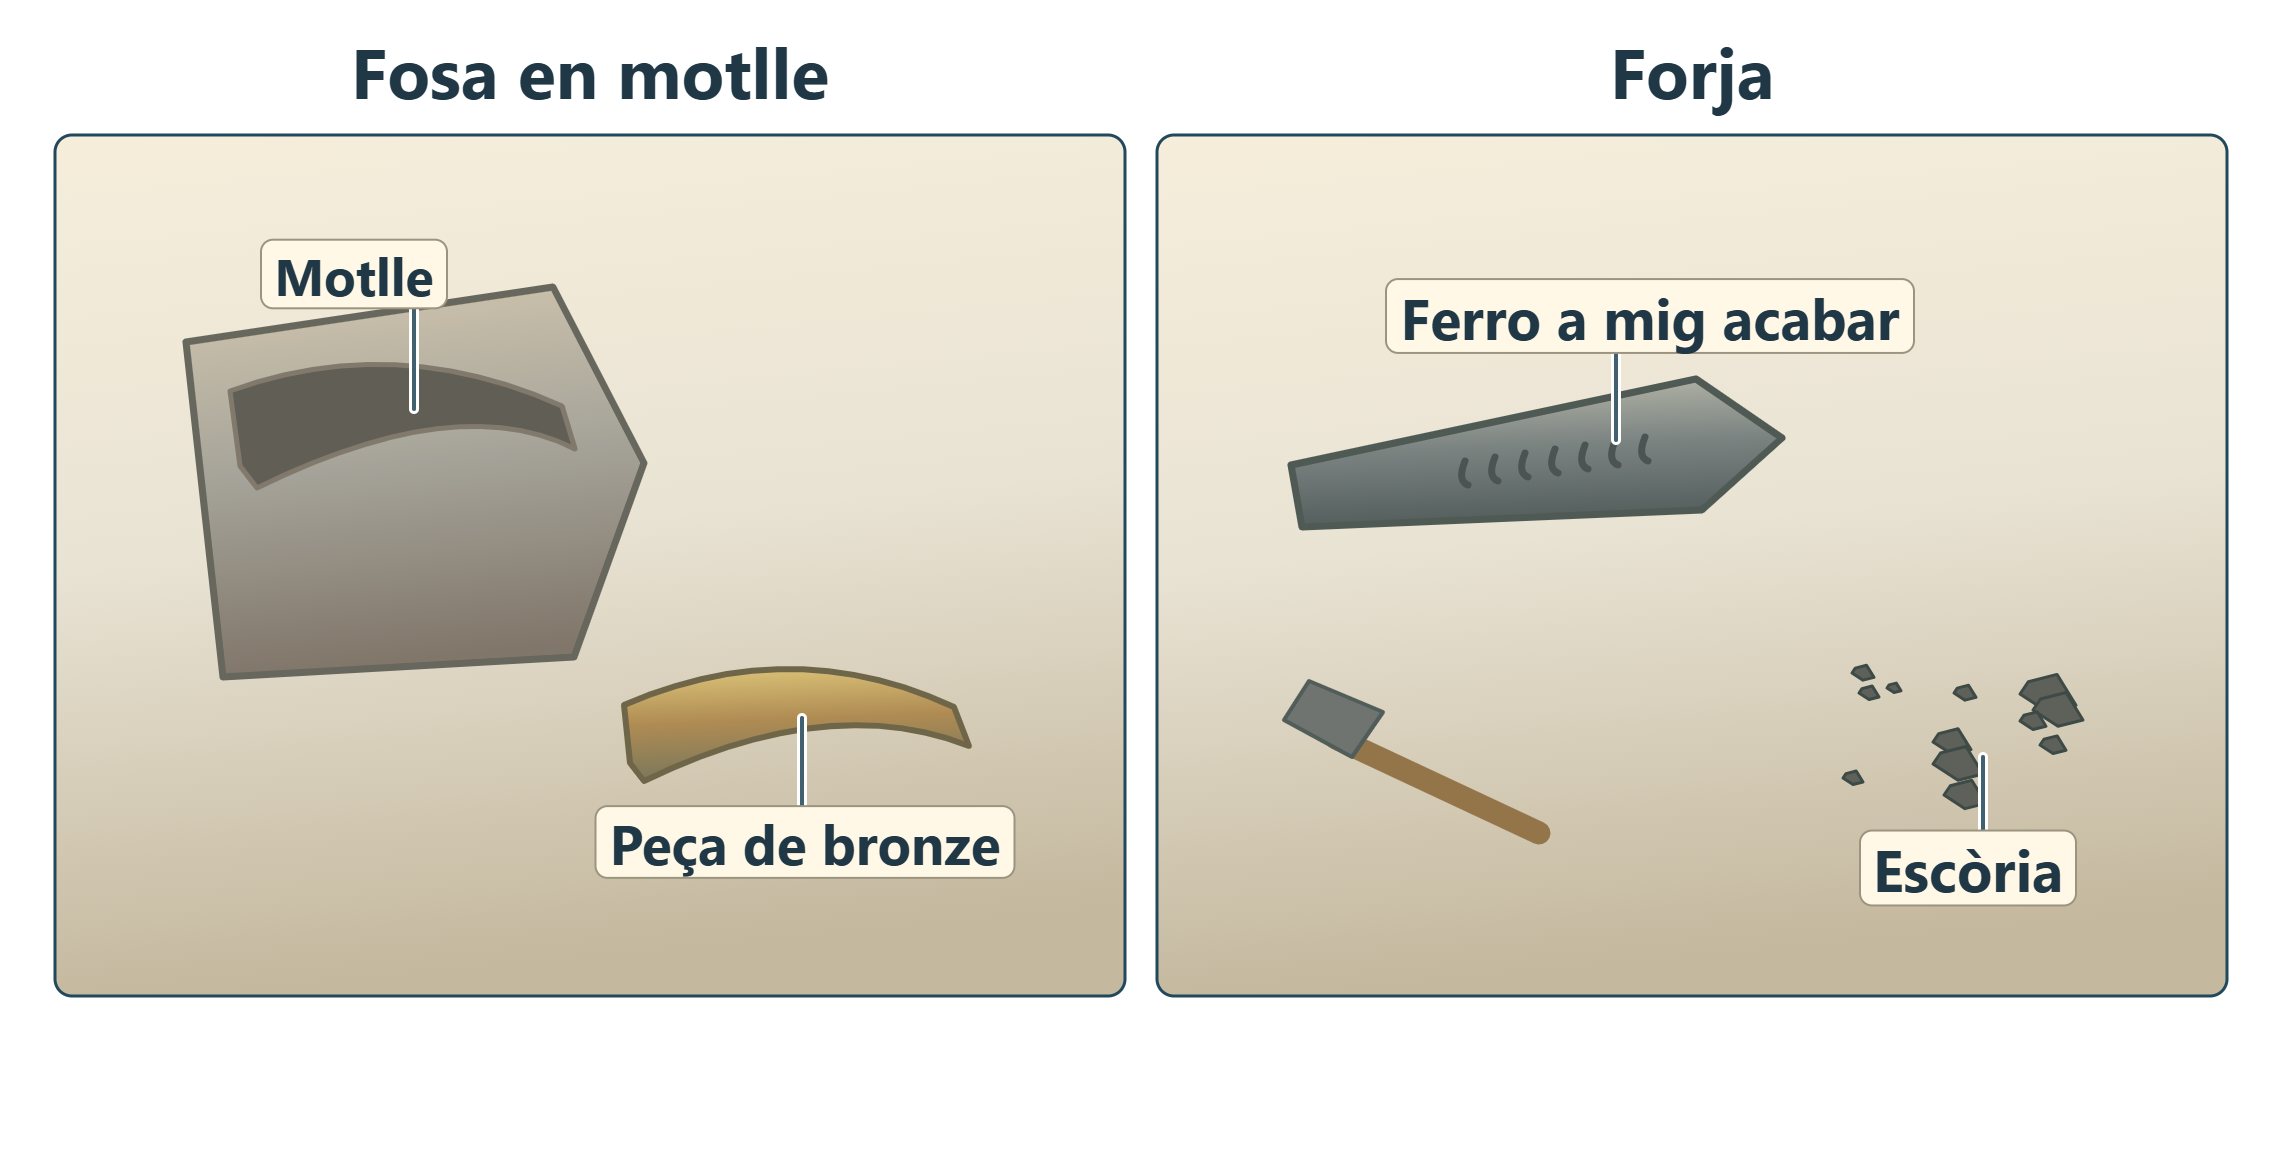 Fosa en motlle
Forja
Motlle
Peça de bronze
Ferro a mig acabar
Escòria